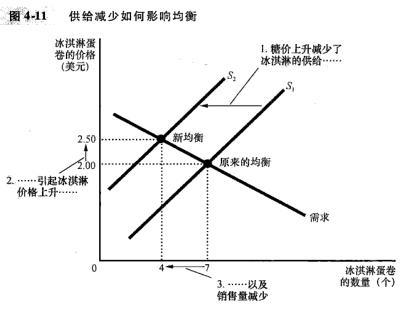 图 4-11 供给减少如何影响均衡
冰淇淋蛋
卷的价格
(美元)
1. 糖价上升减少了
冰淇淋的供给……
S₂
S₁
新均衡
原来的均衡
2.50
2.00
2. ……引起冰淇淋
价格上升……
需求
0
4
7
冰淇淋蛋卷
的数量（个）
3. ……以及
销售量减少